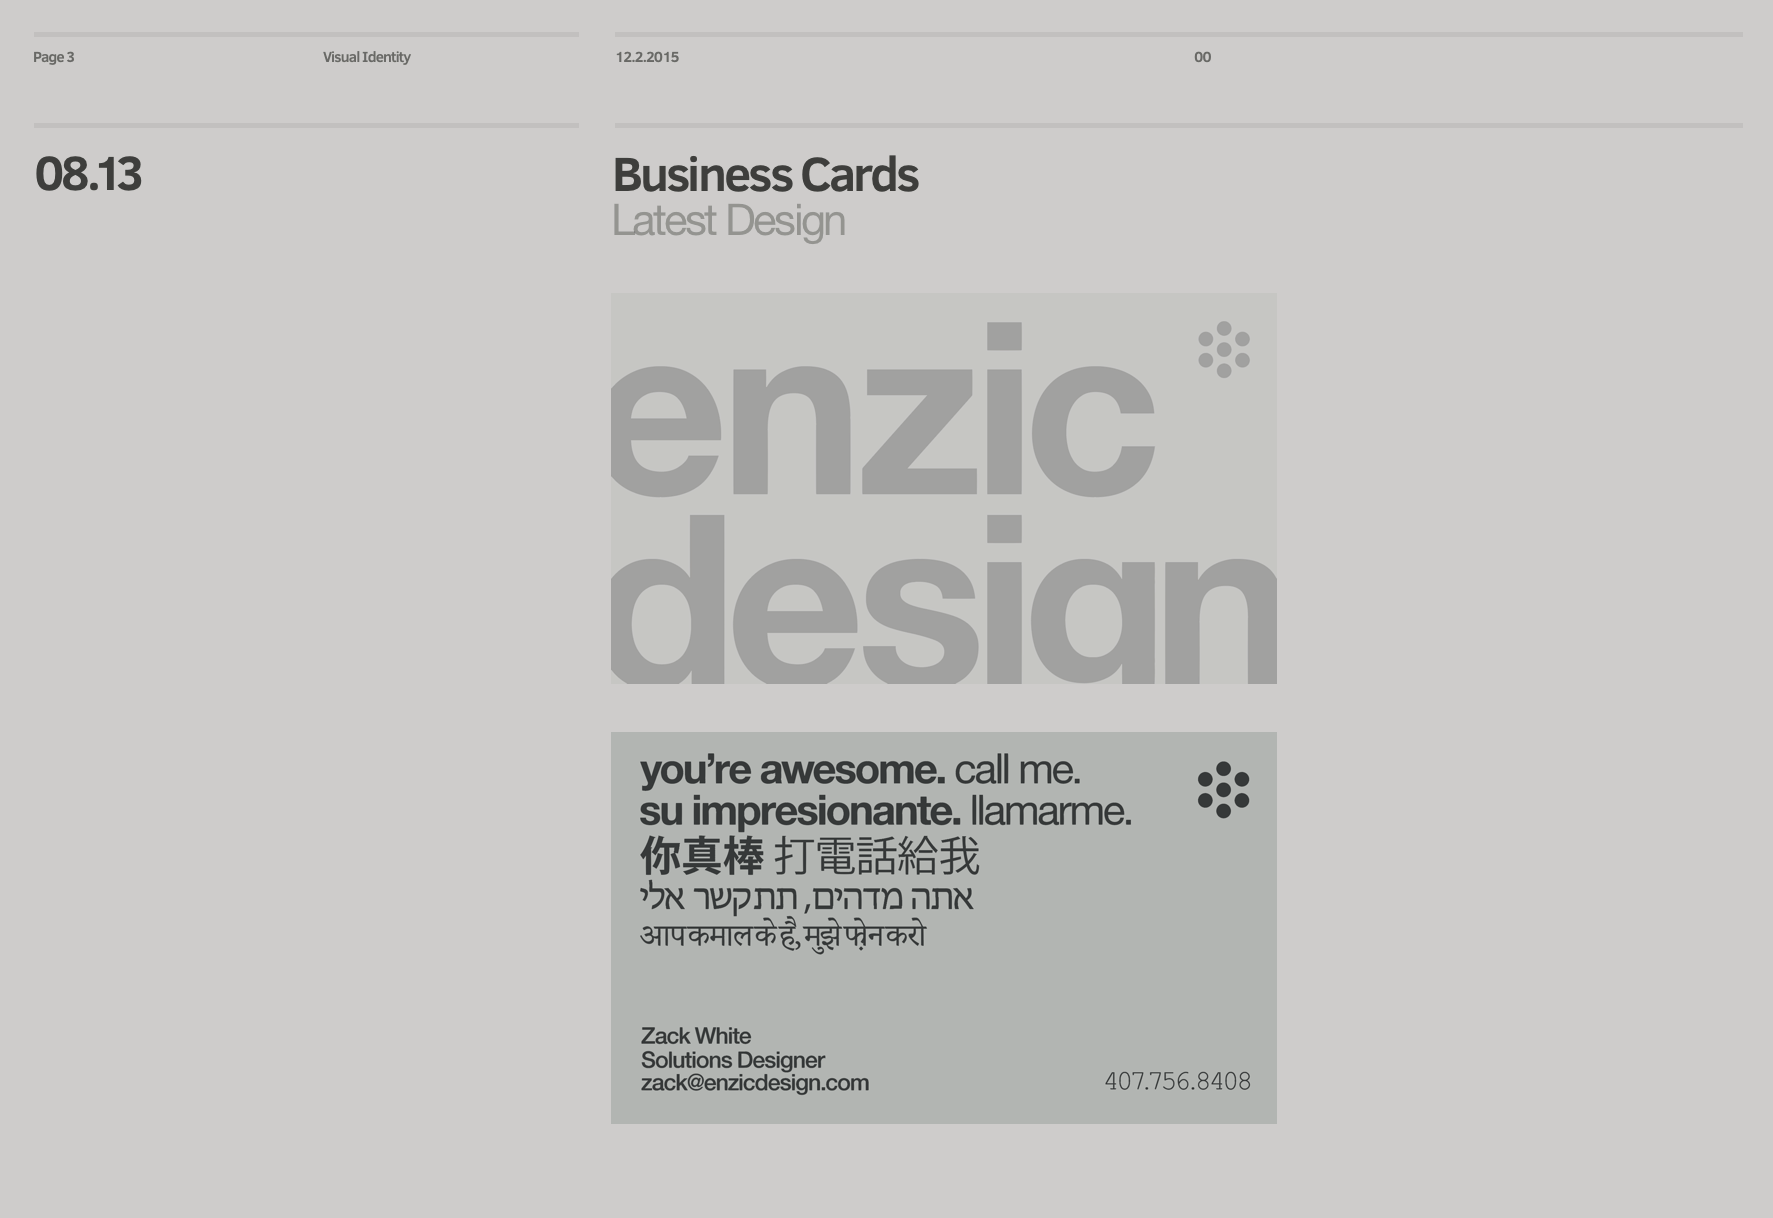 Page 3
Visual Identity
12.2.2015
00
08.13
Business Cards
Latest Design
enzic
design
you're awesome. call me.
su impresionante. llamarme.
你真棒 打電話給我
אתה מדהים, תתקשר אלי
आप कमाल के है, मुझे फ़ोन करो
Zack White
Solutions Designer
zack@enzicdesign.com
407.756.8408